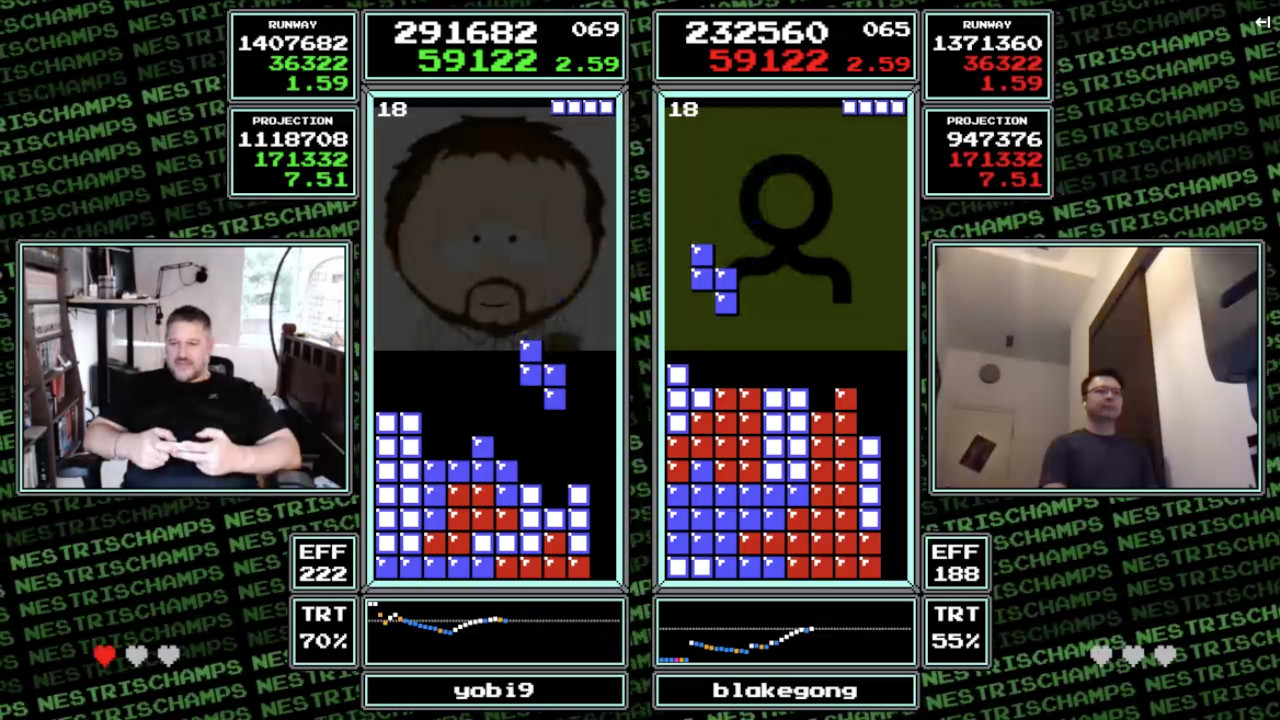 RUNWAY
1407682
36322
1.59
291682 069
59122 2.59
232560 065
59122 2.59
RUNWAY
1371360
36322
1.59
PROJECTION
1118708
171332
7.51
18
18
PROJECTION
947376
171332
7.51
EFF
222
EFF
188
TRT
70%
TRT
55%
yobi9
blakegong
NESTRISCHAMPS